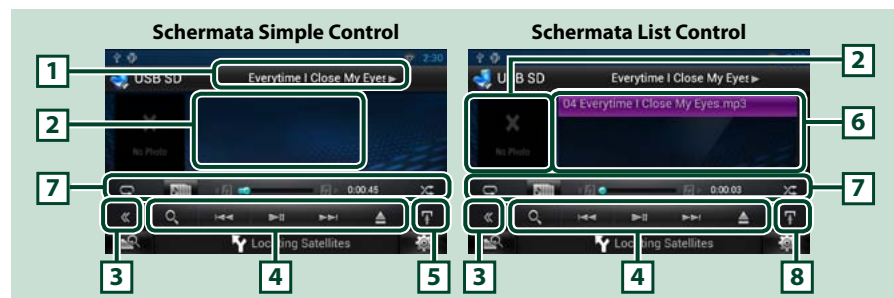 Schermata Simple Control
Schermata List Control
2:30
USB SD
Everytime I Close My Eyes
No Photo
0:00:45
Locating Satellites
1
2
7
3
4
5
USB SD
Everytime I Close My Eyes
04 Everytime I Close My Eyes.mp3
No Photo
0:00:03
Locating Satellites
2
6
7
3
4
8